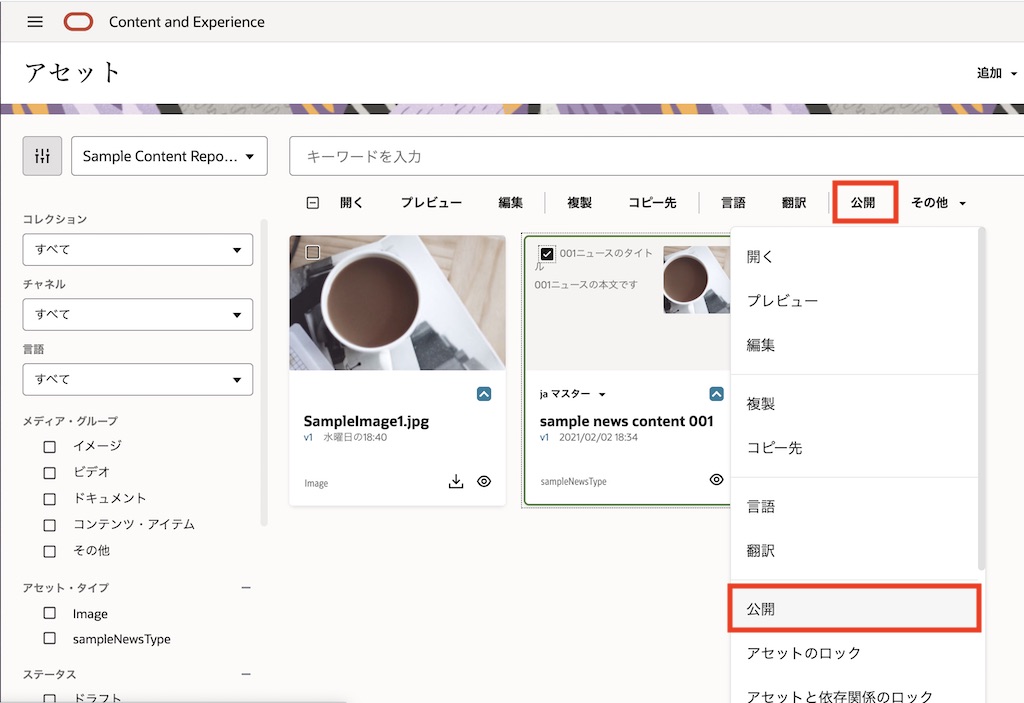 Content and Experience
アセット
追加
Sample Content Repo...
キーワードを入力
開く プレビュー 編集 複製 コピー先 言語 翻訳 公開 その他
コレクション
すべて
チャネル
すべて
言語
すべて
メディア・グループ
イメージ
ビデオ
ドキュメント
コンテンツ・アイテム
その他
アセット・タイプ
Image
sampleNewsType
ステータス
ドラフト
SampleImage1.jpg
v1 水曜日の18:40
Image
001ニュースのタイト
ル
001ニュースの本文です
ja マスター
sample news content 001
v1 2021/02/02 18:34
sampleNewsType
開く
プレビュー
編集
複製
コピー先
言語
翻訳
公開
アセットのロック
アセットと依存関係のロック